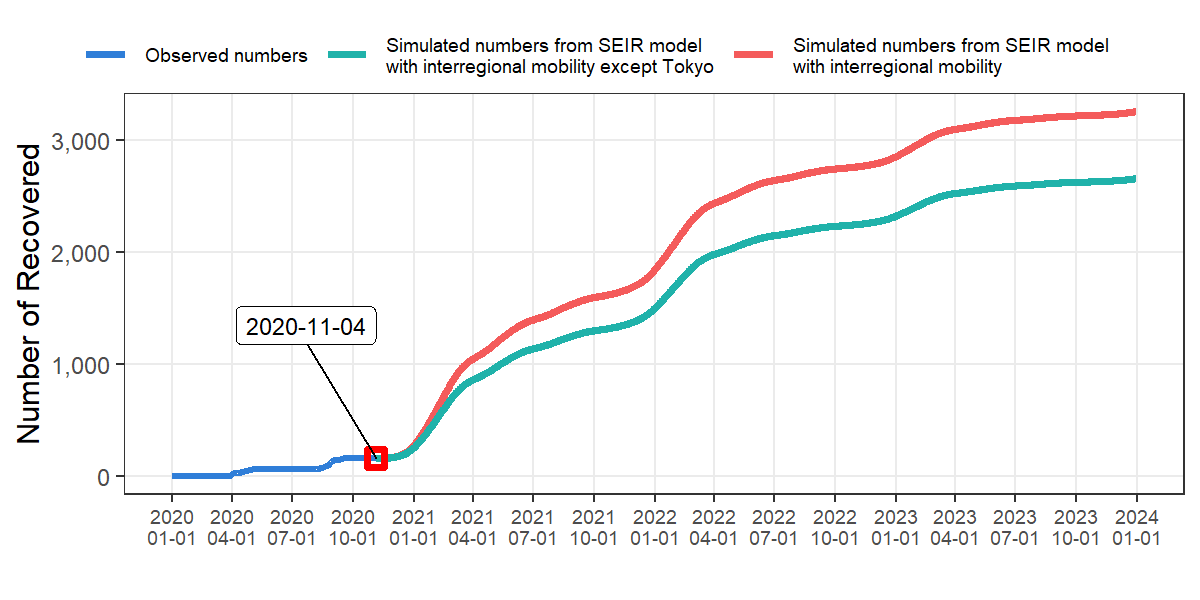 Observed numbers
Simulated numbers from SEIR model
with interregional mobility except Tokyo
Simulated numbers from SEIR model
with interregional mobility
Number of Recovered
3,000
2,000
1,000
0
2020-11-04
2020 2020 2020 2020 2021 2021 2021 2021 2022 2022 2022 2022 2023 2023 2023 2023 2024
01-01 04-01 07-01 10-01 01-01 04-01 07-01 10-01 01-01 04-01 07-01 10-01 01-01 04-01 07-01 10-01 01-01